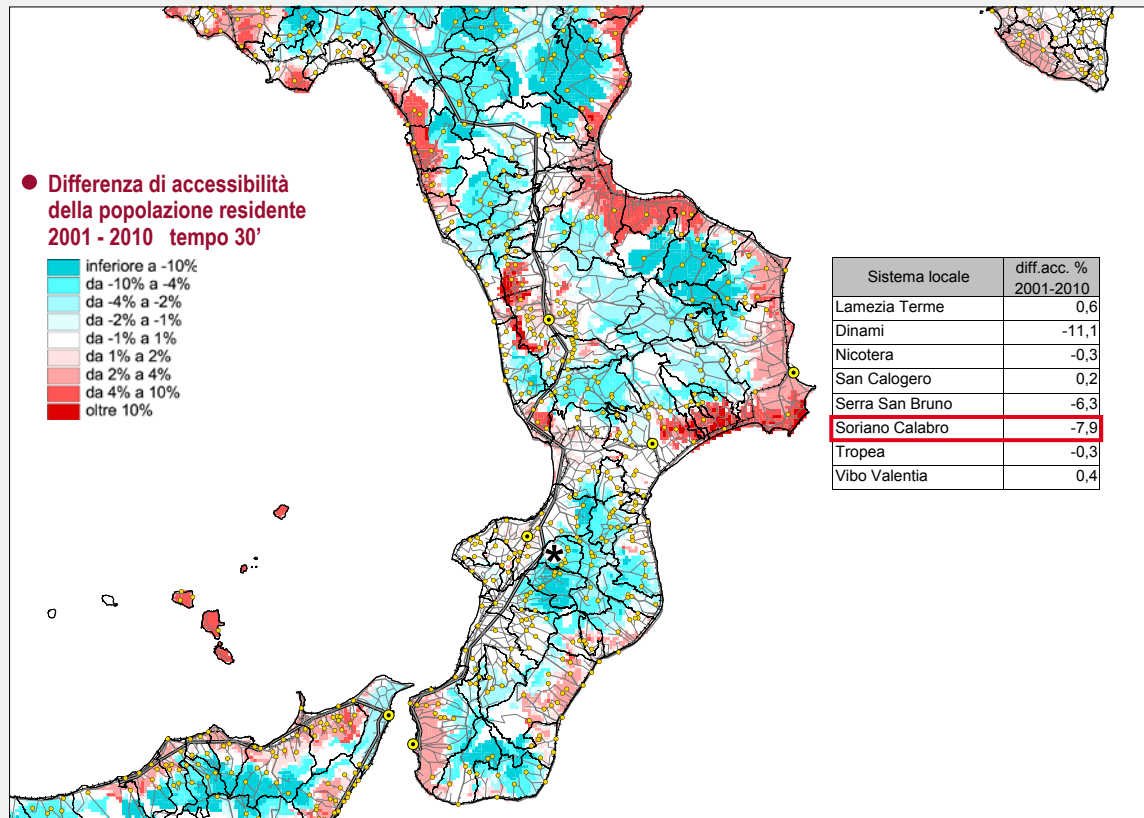 Differenza di accessibilità
della popolazione residente
2001 - 2010 tempo 30'
inferiore a -10%
da -10% a -4%
da -4% a -2%
da -2% a -1%
da -1% a 1%
da 1% a 2%
da 2% a 4%
da 4% a 10%
oltre 10%
Sistema locale diff.acc. % 2001-2010
Lamezia Terme 0,6
Dinami -11,1
Nicotera -0,3
San Calogero 0,2
Serra San Bruno -6,3
Soriano Calabro -7,9
Tropea -0,3
Vibo Valentia 0,4
*